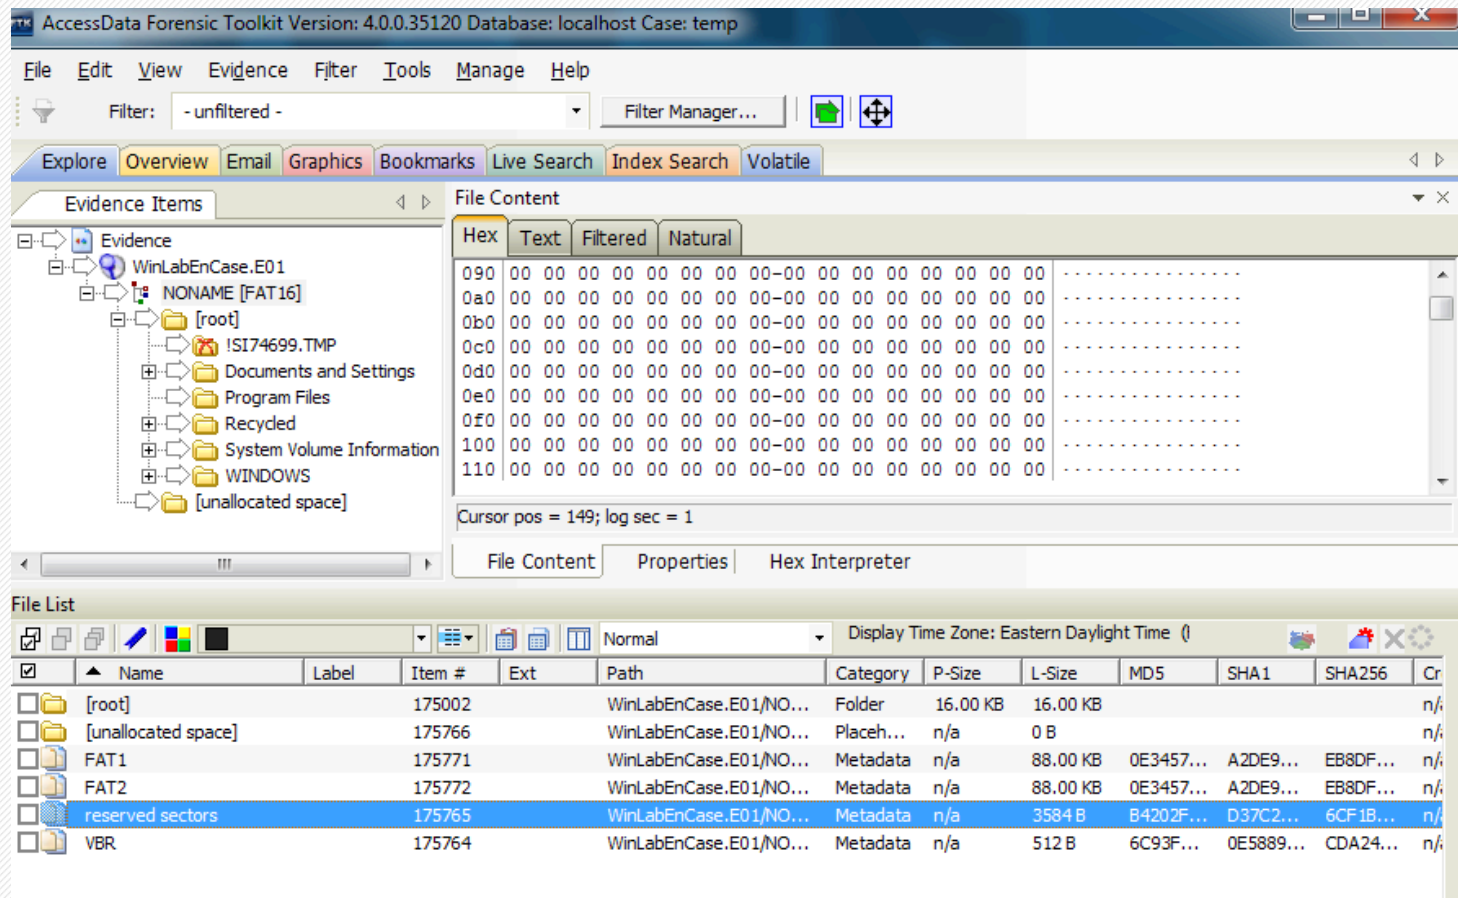 AccessData Forensic Toolkit Version: 4.0.0.35120 Database: localhost Case: temp
File Edit View Evidence Filter Tools Manage Help
Filter: - unfiltered - Filter Manager...
Explore Overview Email Graphics Bookmarks Live Search Index Search Volatile
Evidence Items
Evidence
WinLabEnCase.E01
NONAME [FAT16]
[root]
!SI74699.TMP
Documents and Settings
Program Files
Recycled
System Volume Information
WINDOWS
[unallocated space]
File Content
Hex Text Filtered Natural
090 00 00 00 00 00 00 00 00-00 00 00 00 00 00 00 00 ················
0a0 00 00 00 00 00 00 00 00-00 00 00 00 00 00 00 00 ················
0b0 00 00 00 00 00 00 00 00-00 00 00 00 00 00 00 00 ················
0c0 00 00 00 00 00 00 00 00-00 00 00 00 00 00 00 00 ················
0d0 00 00 00 00 00 00 00 00-00 00 00 00 00 00 00 00 ················
0e0 00 00 00 00 00 00 00 00-00 00 00 00 00 00 00 00 ················
0f0 00 00 00 00 00 00 00 00-00 00 00 00 00 00 00 00 ················
100 00 00 00 00 00 00 00 00-00 00 00 00 00 00 00 00 ················
110 00 00 00 00 00 00 00 00-00 00 00 00 00 00 00 00 ················
Cursor pos = 149; log sec = 1
File Content Properties Hex Interpreter
File List
Normal Display Time Zone: Eastern Daylight Time (
Name Label Item # Ext Path Category P-Size L-Size MD5 SHA1 SHA256 Cr
[root] 175002 WinLabEnCase.E01/NO... Folder 16.00 KB 16.00 KB n/
[unallocated space] 175766 WinLabEnCase.E01/NO... Placeh... n/a 0 B n/
FAT1 175771 WinLabEnCase.E01/NO... Metadata n/a 88.00 KB 0E3457... A2DE9... EB8DF... n/
FAT2 175772 WinLabEnCase.E01/NO... Metadata n/a 88.00 KB 0E3457... A2DE9... EB8DF... n/
reserved sectors 175765 WinLabEnCase.E01/NO... Metadata n/a 3584 B B4202F... D37C2... 6CF1B... n/
VBR 175764 WinLabEnCase.E01/NO... Metadata n/a 512 B 6C93F... 0E5889... CDA24... n/